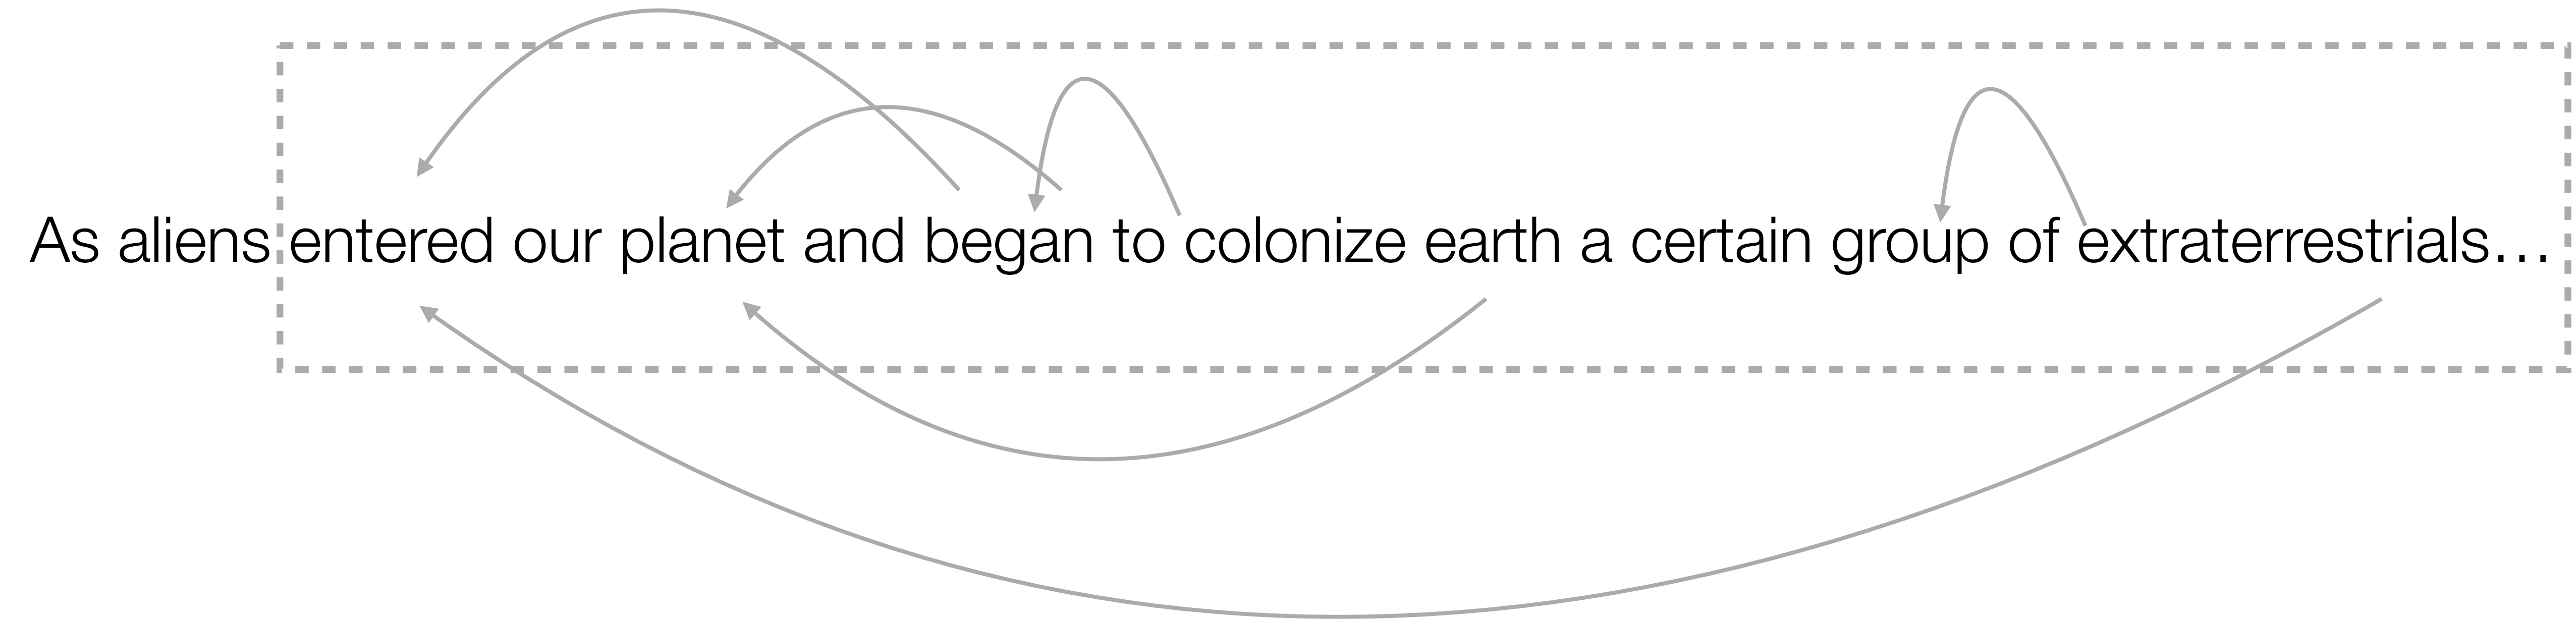 As aliens entered our planet and began to colonize earth a certain group of extraterrestrials…